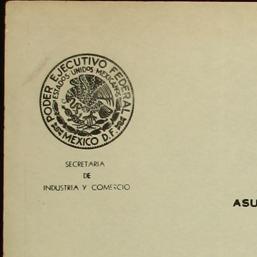 PODER EJECUTIVO FEDERAL
ESTADOS UNIDOS MEXICANOS
MEXICO D.F.
SECRETARIA
DE
INDUSTRIA Y COMERCIO
ASU